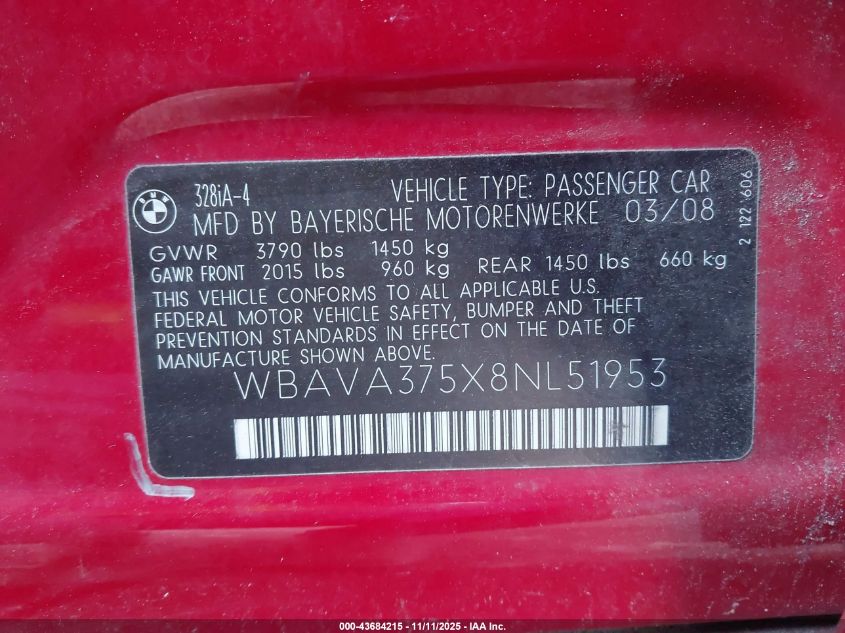 BMW
328iA-4 VEHICLE TYPE: PASSENGER CAR
MFD BY BAYERISCHE MOTORENWERKE 03/08
GVWR 3790 lbs 1450 kg
GAWR FRONT 2015 lbs 960 kg REAR 1450 lbs 660 kg
THIS VEHICLE CONFORMS TO ALL APPLICABLE U.S.
FEDERAL MOTOR VEHICLE SAFETY, BUMPER AND THEFT
PREVENTION STANDARDS IN EFFECT ON THE DATE OF
MANUFACTURE SHOWN ABOVE.
WBAVA375X8NL51953
2 122 606
000-43684215 - 11/11/2025 - IAA Inc.